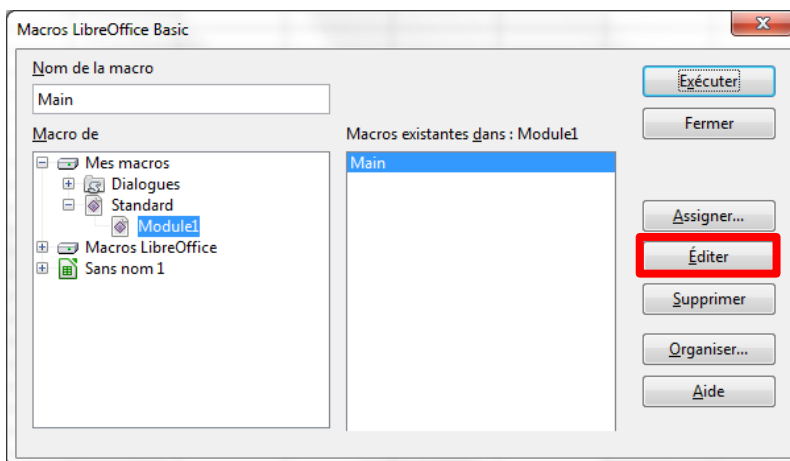 Macros LibreOffice Basic
Nom de la macro
Main
Exécuter
Fermer
Macro de
Macros existantes dans : Module1
Mes macros
Dialogues
Standard
Module1
Macros LibreOffice
Sans nom 1
Main
Assigner...
Éditer
Supprimer
Organiser...
Aide